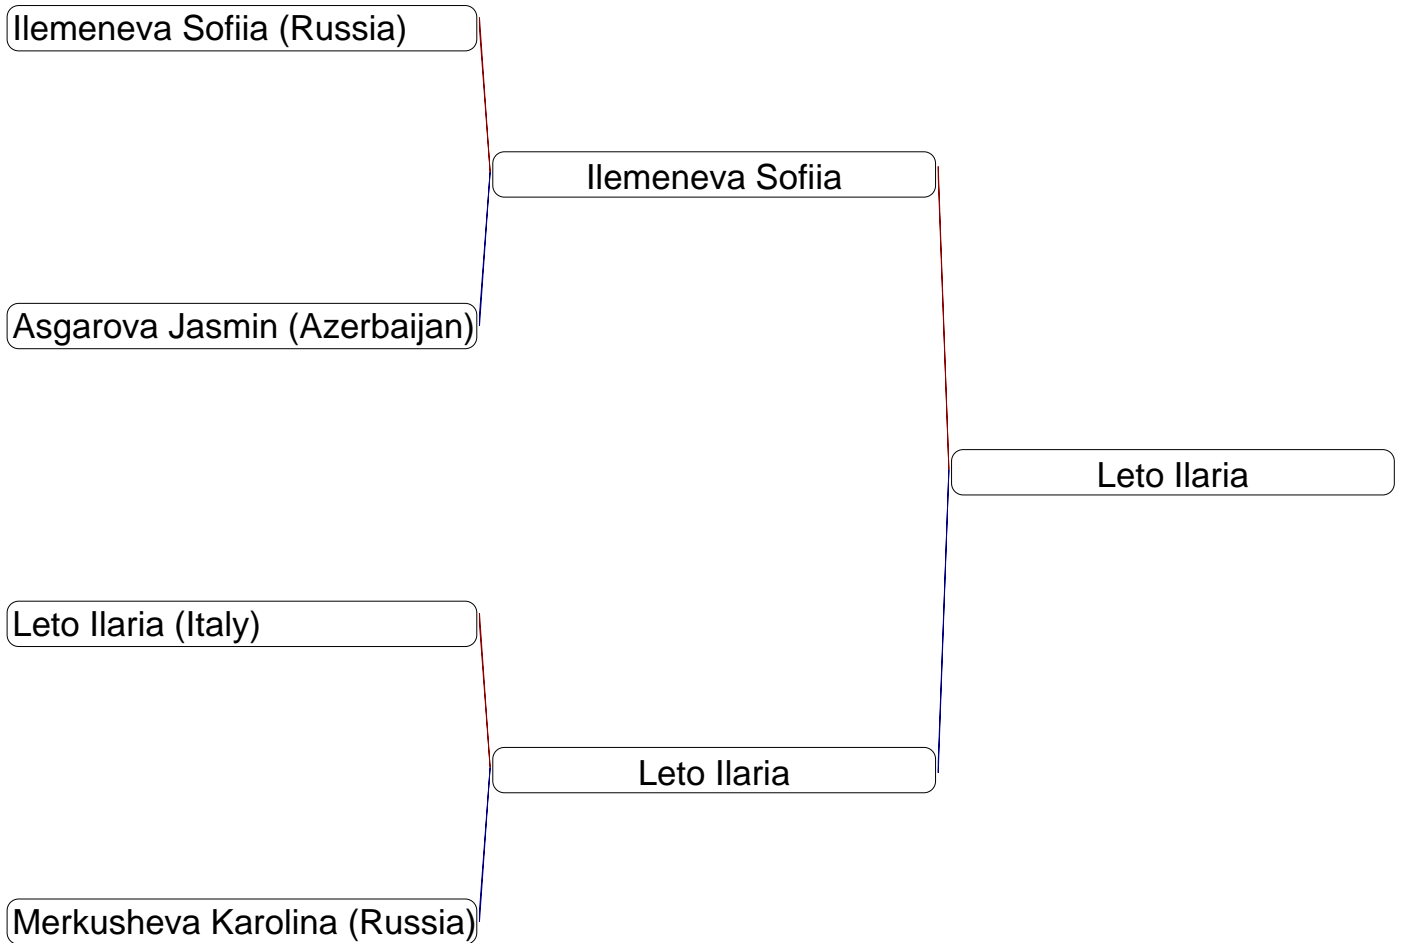 Ilemeneva Sofiia (Russia)
Ilemeneva Sofiia
Asgarova Jasmin (Azerbaijan)
Leto Ilaria
Leto Ilaria (Italy)
Leto Ilaria
Merkusheva Karolina (Russia)